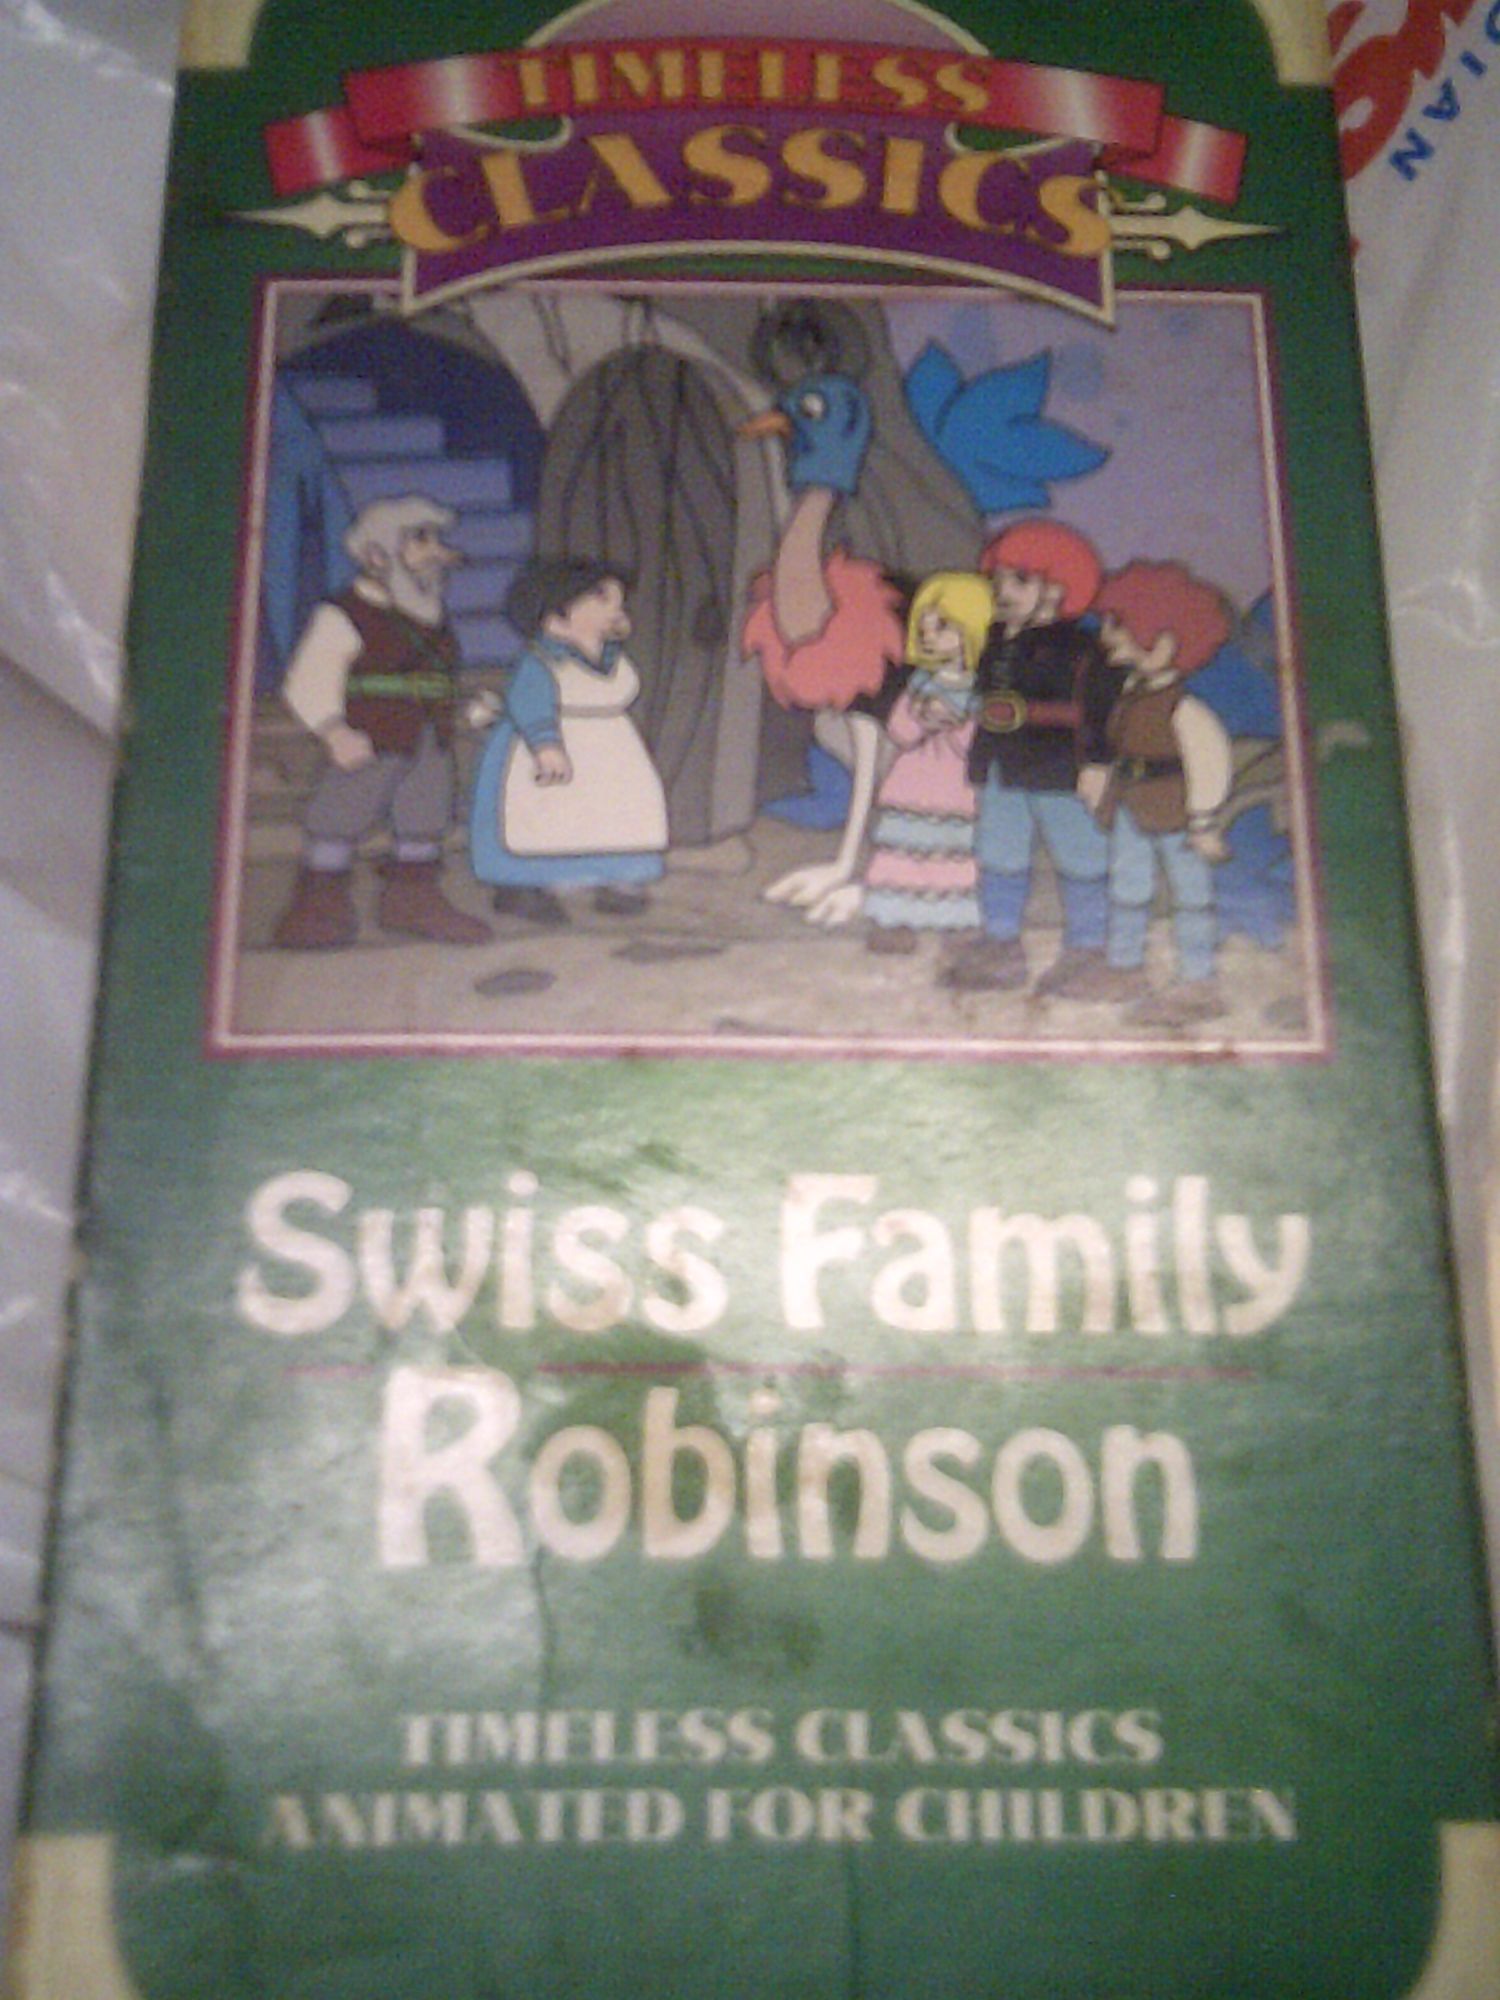 TIMELESS
CLASSICS
Swiss Family
Robinson
TIMELESS CLASSICS
ANIMATED FOR CHILDREN